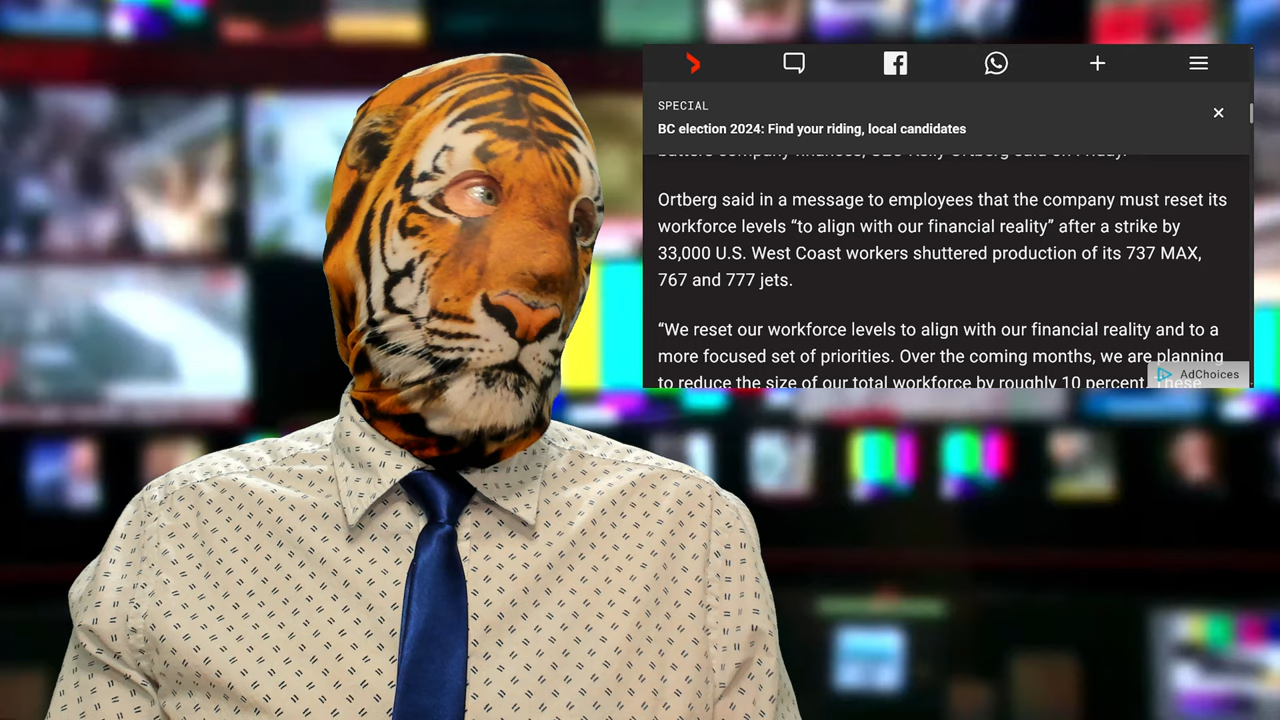 SPECIAL
BC election 2024: Find your riding, local candidates
Ortberg said in a message to employees that the company must reset its
workforce levels “to align with our financial reality” after a strike by
33,000 U.S. West Coast workers shuttered production of its 737 MAX,
767 and 777 jets.
“We reset our workforce levels to align with our financial reality and to a
more focused set of priorities. Over the coming months, we are planning
to reduce the size of our total workforce by roughly 10 percent. These
AdChoices